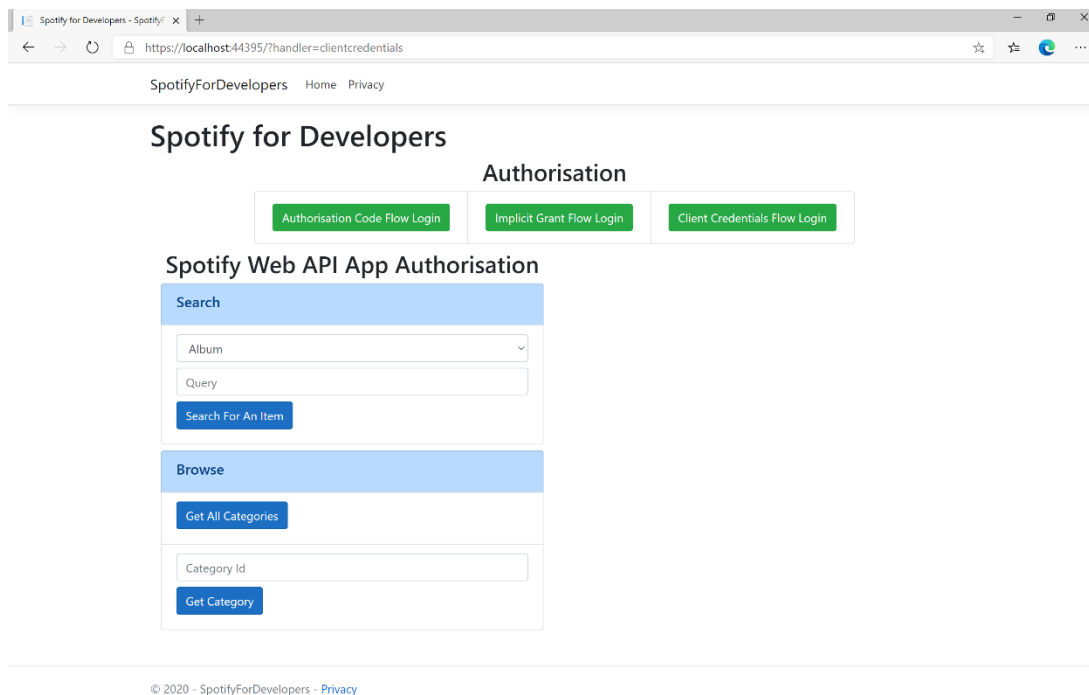 Spotify for Developers - Spotify
https://localhost:44395/?handler=clientcredentials
SpotifyForDevelopers Home Privacy
Spotify for Developers
Authorisation
Authorisation Code Flow Login Implicit Grant Flow Login Client Credentials Flow Login
Spotify Web API App Authorisation
Search
Album
Query
Search For An Item
Browse
Get All Categories
Category Id
Get Category
© 2020 - SpotifyForDevelopers - Privacy